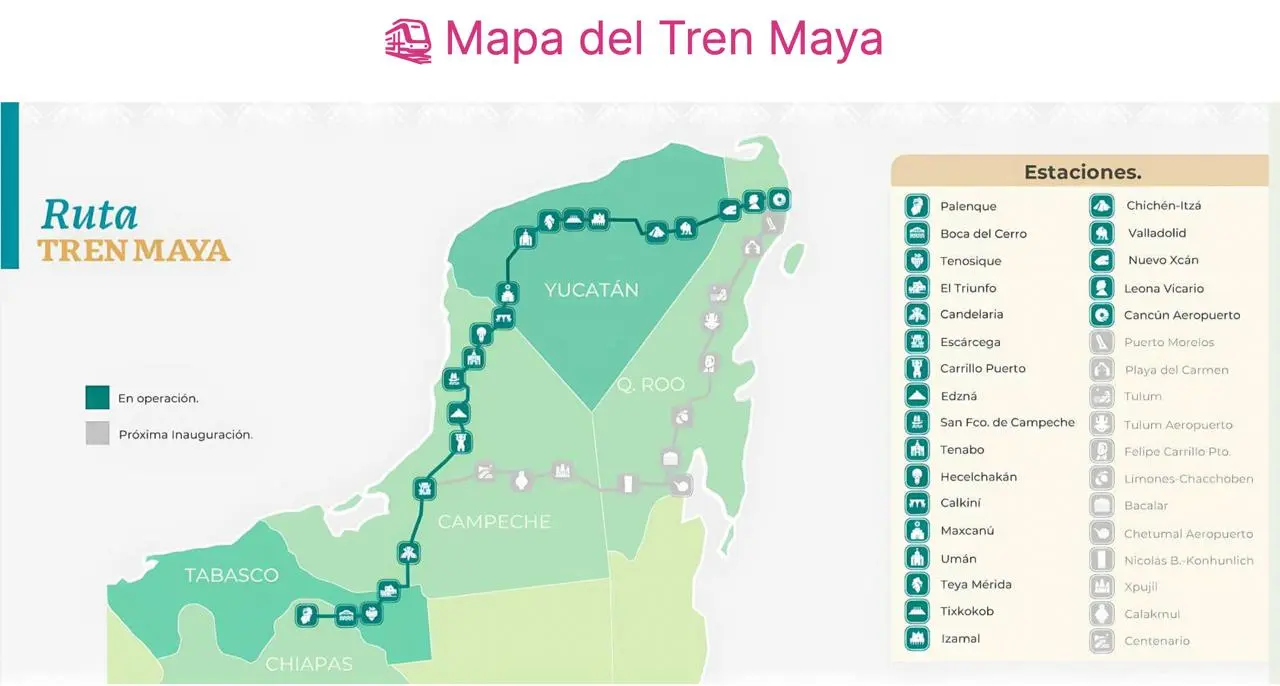 Mapa del Tren Maya
Ruta
TREN MAYA
En operación.
Próxima Inauguración.
YUCATÁN
Q. ROO
CAMPECHE
TABASCO
CHIAPAS
Estaciones.
Palenque
Boca del Cerro
Tenosique
El Triunfo
Candelaria
Escárcega
Carrillo Puerto
Edzná
San Fco. de Campeche
Tenabo
Hecelchakán
Calkiní
Maxcanú
Umán
Teya Mérida
Tixkokob
Izamal
Chichén-Itzá
Valladolid
Nuevo Xcán
Leona Vicario
Cancún Aeropuerto
Puerto Morelos
Playa del Carmen
Tulum
Tulum Aeropuerto
Felipe Carrillo Pto.
Limones-Chacchoben
Bacalar
Chetumal Aeropuerto
Nicolás B.-Konhunlich
Xpujil
Calakmul
Centenario